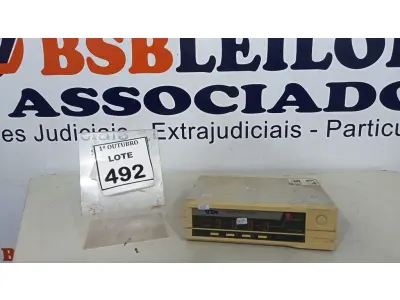 BSBLEILO
ASSOCIADO
es Judiciais - Extrajudiciais - Particu
1º OUTUBRO
LOTE
492